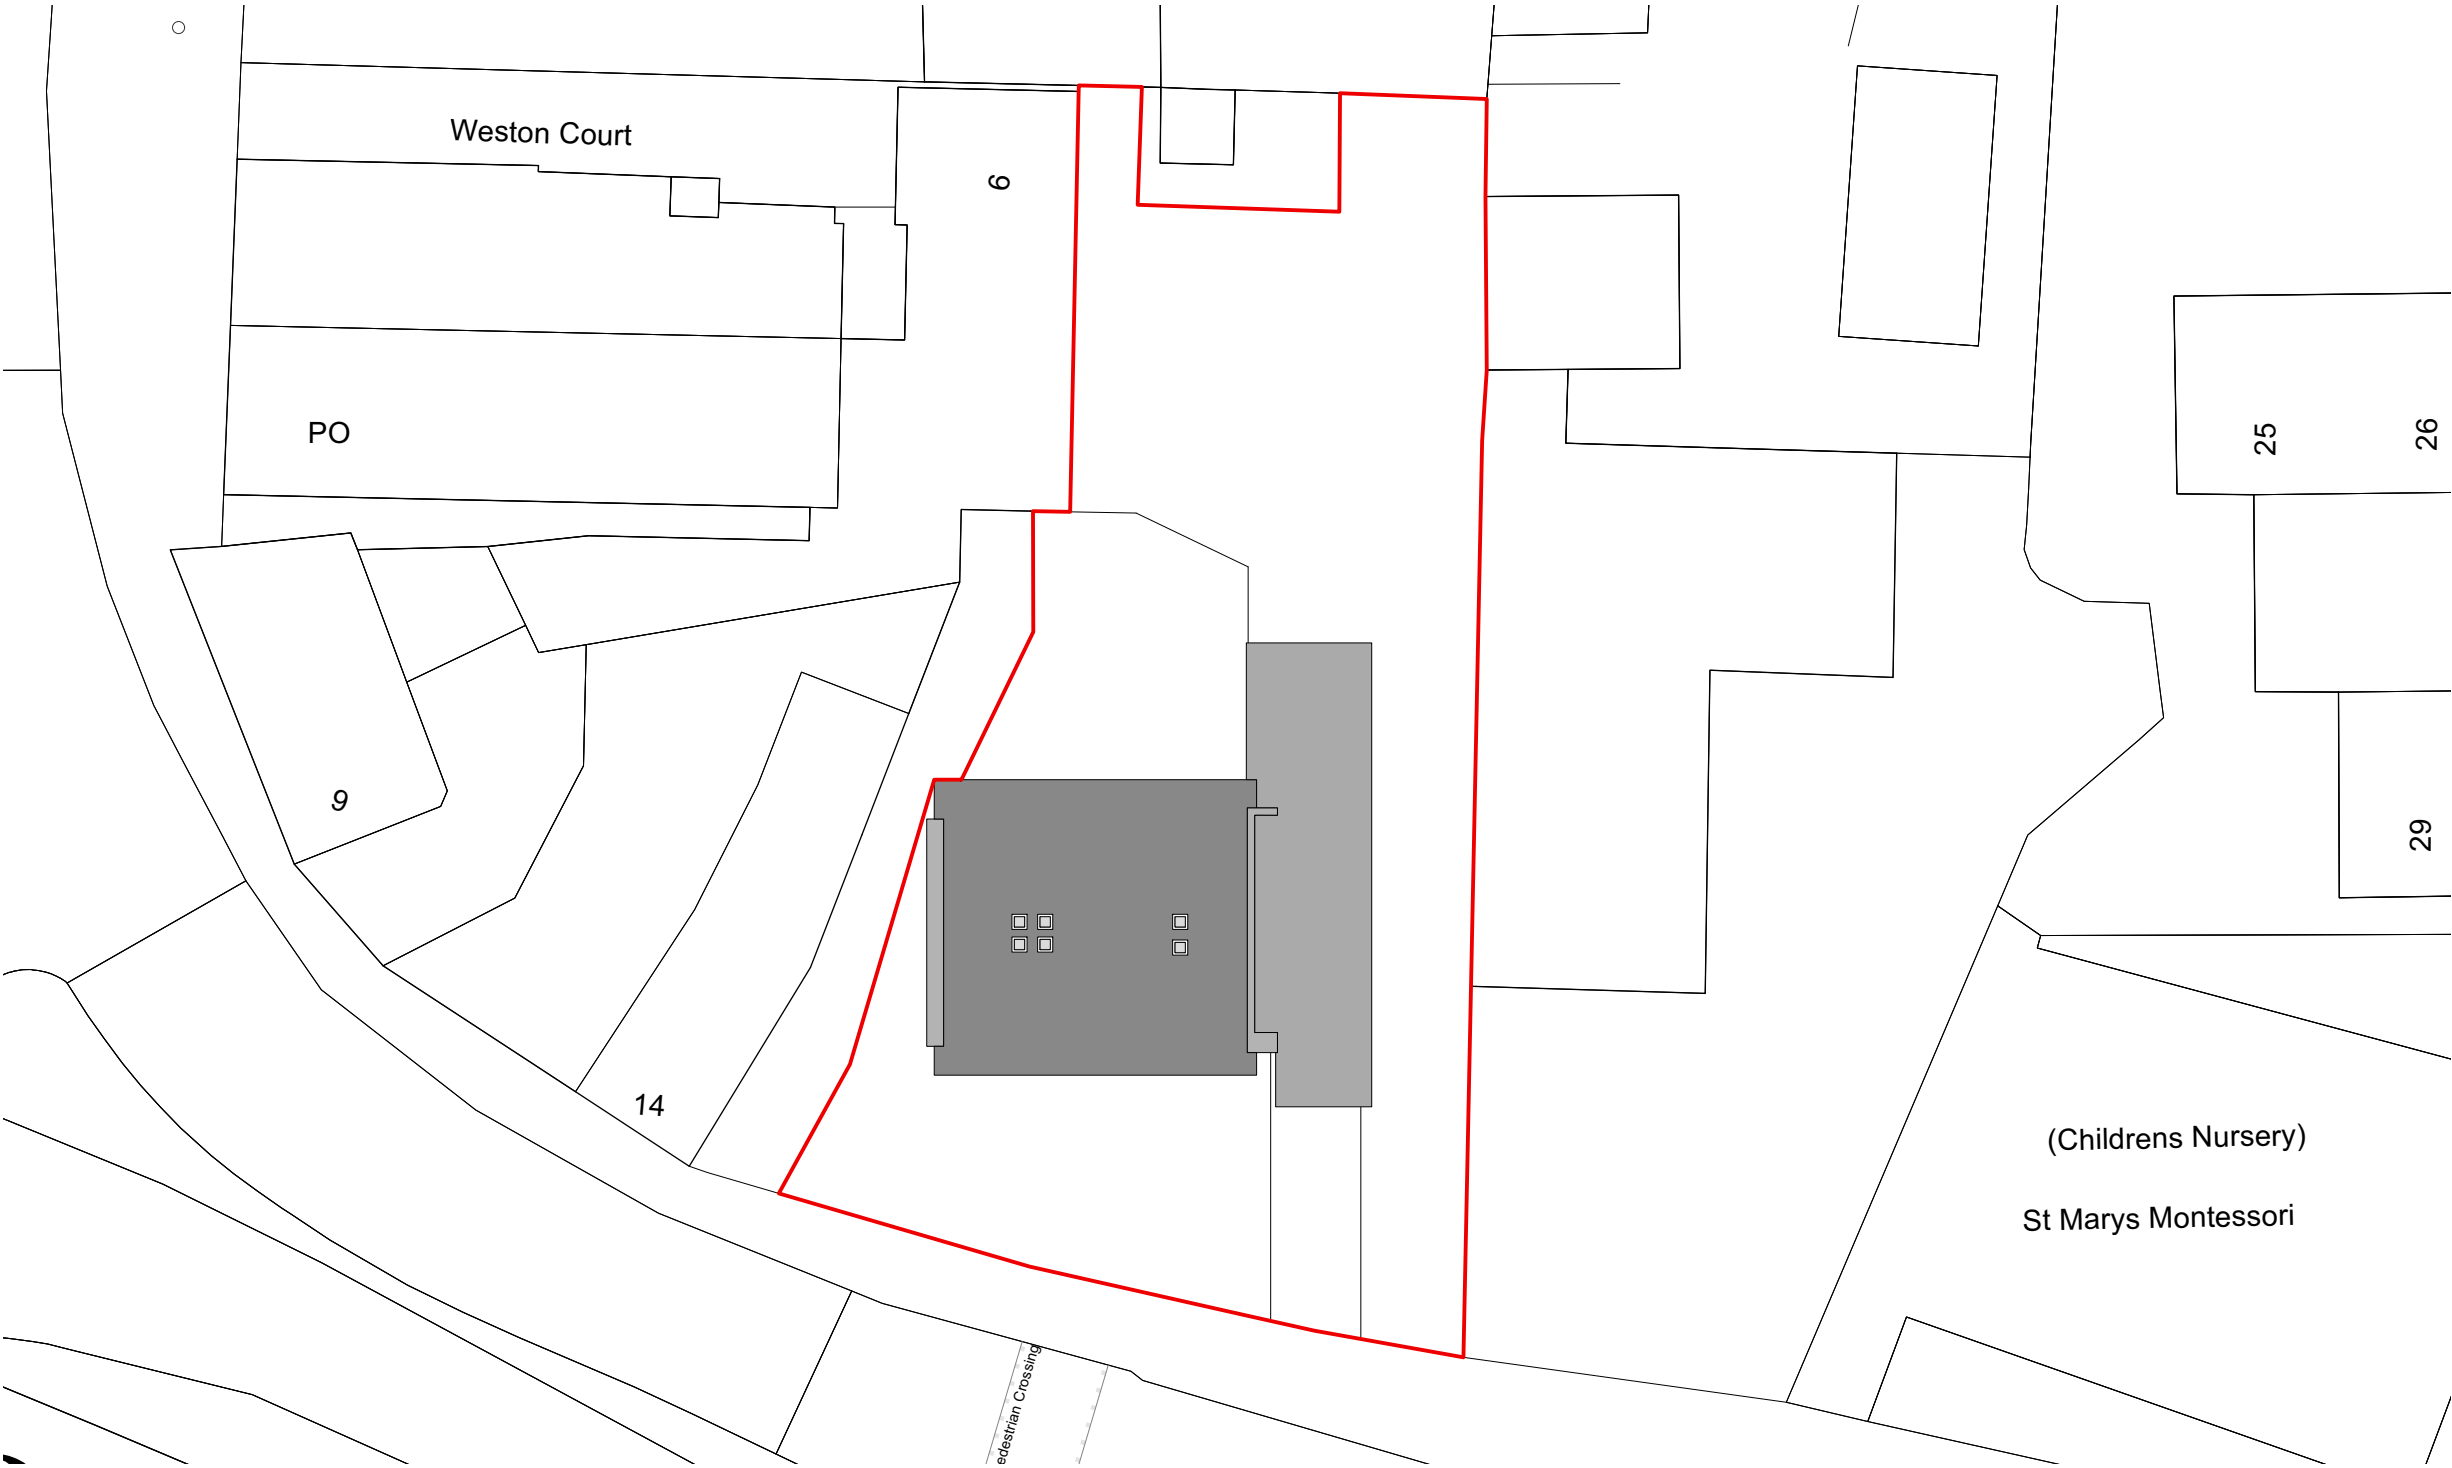 Weston Court
6
PO
25
26
9
29
14
(Childrens Nursery)
St Marys Montessori
edestrian Crossing